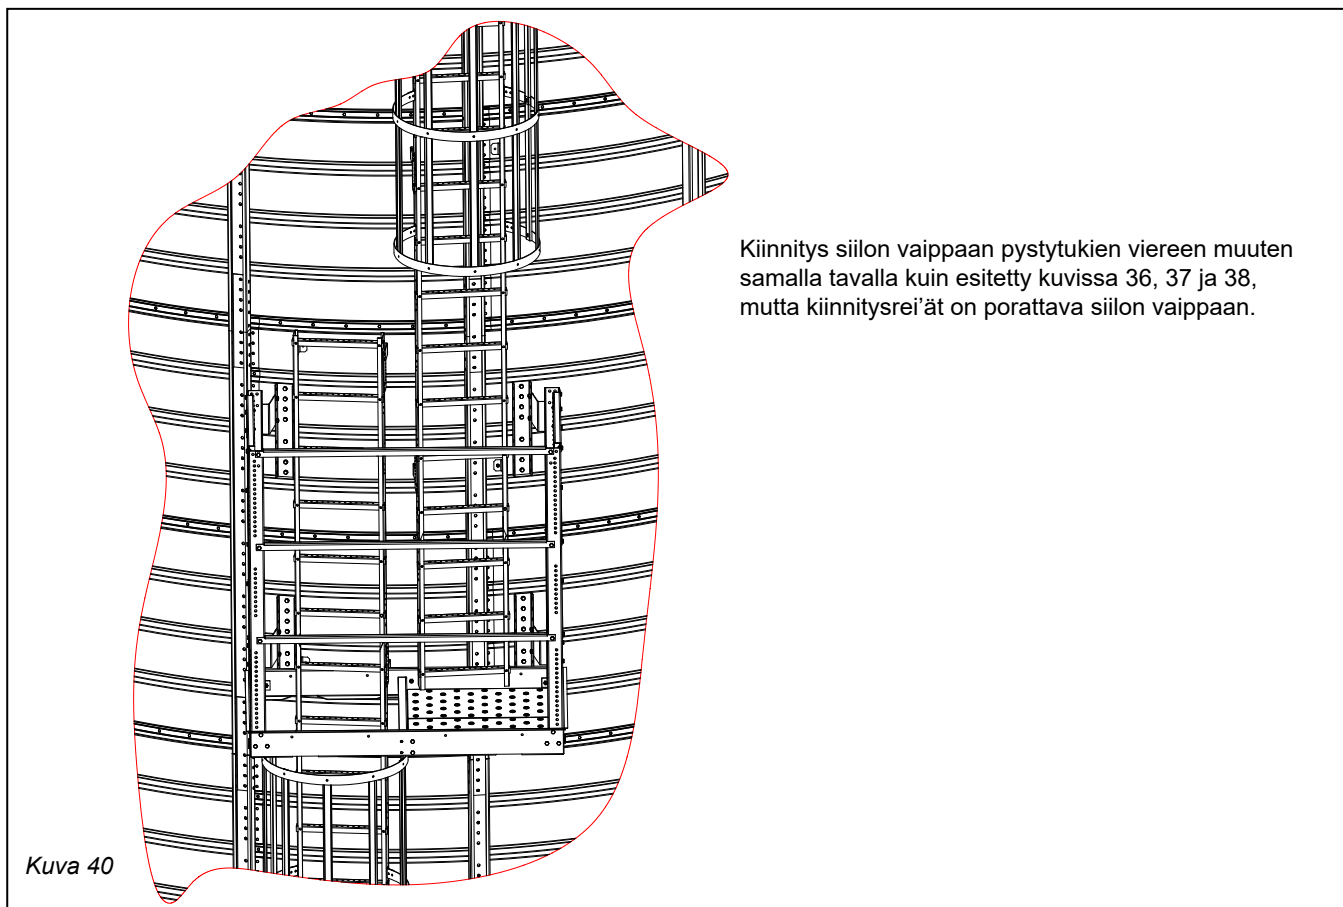 Kiinnitys siilon vaippaan pystytukien viereen muuten
samalla tavalla kuin esitetty kuvissa 36, 37 ja 38,
mutta kiinnitysrei’ät on porattava siilon vaippaan.
Kuva 40